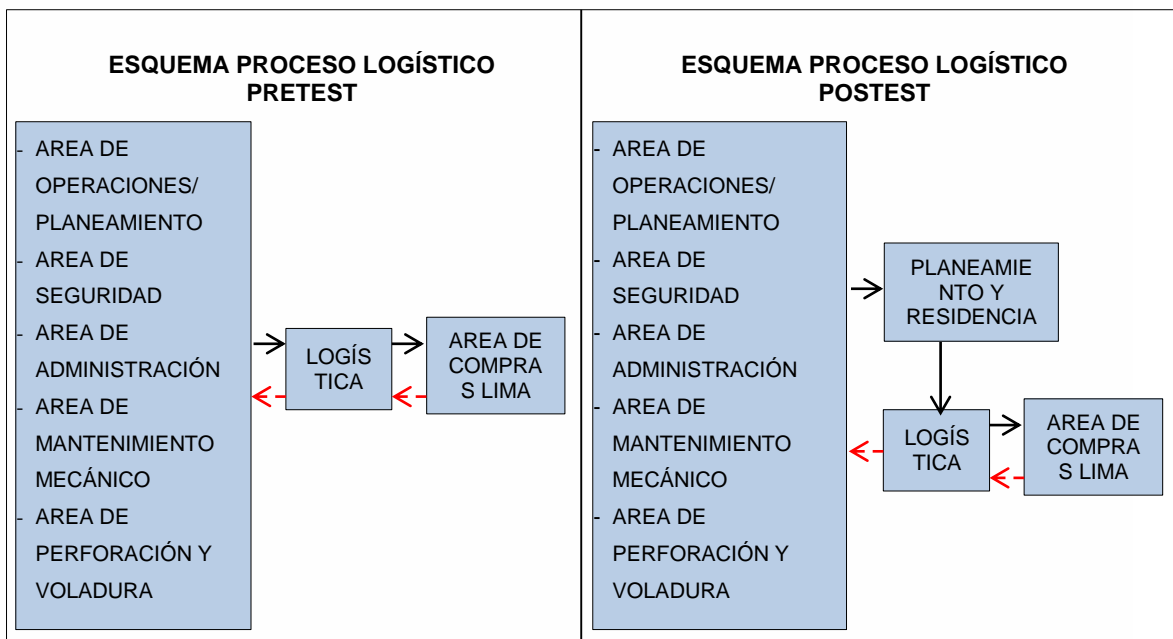 ESQUEMA PROCESO LOGÍSTICO
PRETEST
- AREA DE
OPERACIONES/
PLANEAMIENTO
- AREA DE
SEGURIDAD
- AREA DE
ADMINISTRACIÓN
- AREA DE
MANTENIMIENTO
MECÁNICO
- AREA DE
PERFORACIÓN Y
VOLADURA
LOGÍS
TICA
AREA DE
COMPRA
S LIMA
ESQUEMA PROCESO LOGÍSTICO
POSTEST
- AREA DE
OPERACIONES/
PLANEAMIENTO
- AREA DE
SEGURIDAD
- AREA DE
ADMINISTRACIÓN
- AREA DE
MANTENIMIENTO
MECÁNICO
- AREA DE
PERFORACIÓN Y
VOLADURA
PLANEAMIE
NTO Y
RESIDENCIA
LOGÍS
TICA
AREA DE
COMPRA
S LIMA